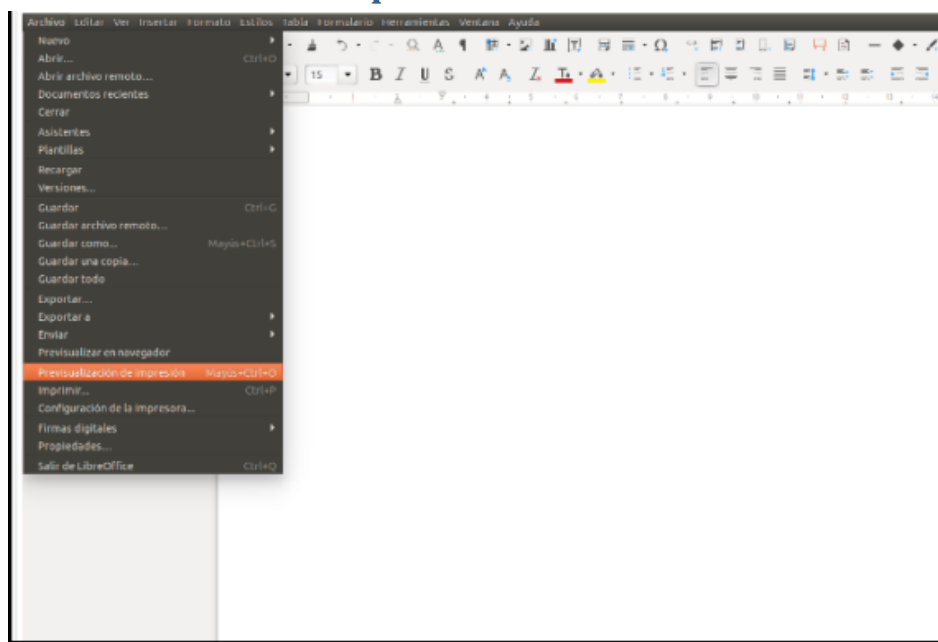 Archivo Editar Ver Insertar Formato Estilos Tabla Formulario Herramientas Ventana Ayuda
Nuevo
Abrir... Ctrl+O
Abrir archivo remoto...
Documentos recientes
Cerrar
Asistentes
Plantillas
Recargar
Versiones...
Guardar Ctrl+G
Guardar archivo remoto...
Guardar como... Mayús+Ctrl+S
Guardar una copia...
Guardar todo
Exportar...
Exportar a
Enviar
Previsualizar en navegador
Previsualización de impresión Mayús+Ctrl+O
Imprimir... Ctrl+P
Configuración de la impresora...
Firmas digitales
Propiedades...
Salir de LibreOffice Ctrl+Q
15